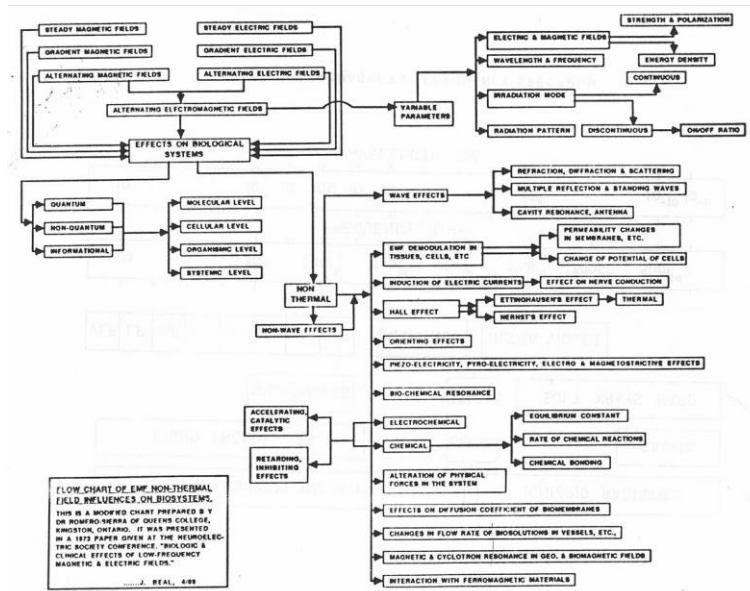 STEADY MAGNETIC FIELDS
STEADY ELECTRIC FIELDS
GRADIENT MAGNETIC FIELDS
GRADIENT ELECTRIC FIELDS
ALTERNATING MAGNETIC FIELDS
ALTERNATING ELECTRIC FIELDS
ALTERNATING ELECTROMAGNETIC FIELDS
VARIABLE
PARAMETERS
STRENGTH & POLARIZATION
ELECTRIC & MAGNETIC FIELDS
ENERGY DENSITY
WAVELENGTH & FREQUENCY
CONTINUOUS
IRRADIATION MODE
RADIATION PATTERN
DISCONTINUOUS
ON/OFF RATIO
EFFECTS ON BIOLOGICAL
SYSTEMS
QUANTUM
NON-QUANTUM
INFORMATIONAL
MOLECULAR LEVEL
CELLULAR LEVEL
ORGANISMIC LEVEL
SYSTEMIC LEVEL
NON
THERMAL
NON-WAVE EFFECTS
WAVE EFFECTS
REFRACTION, DIFFRACTION & SCATTERING
MULTIPLE REFLECTION & STANDING WAVES
CAVITY RESONANCE, ANTENNA
EMF DEMODULATION IN
TISSUES, CELLS, ETC
PERMEABILITY CHANGES
IN MEMBRANES, ETC.
CHANGE OF POTENTIAL OF CELLS
INDUCTION OF ELECTRIC CURRENTS
EFFECT ON NERVE CONDUCTION
HALL EFFECT
ETTINGHAUSEN'S EFFECT
THERMAL
NERNST'S EFFECT
ORIENTING EFFECTS
PIEZO-ELECTRICITY, PYRO-ELECTRICITY, ELECTRO & MAGNETOSTRICTIVE EFFECTS
BIO-CHEMICAL RESONANCE
ACCELERATING,
CATALYTIC
EFFECTS
RETARDING,
INHIBITING
EFFECTS
ELECTROCHEMICAL
CHEMICAL
EQUILIBRIUM CONSTANT
RATE OF CHEMICAL REACTIONS
CHEMICAL BONDING
ALTERATION OF PHYSICAL
FORCES IN THE SYSTEM
EFFECTS ON DIFFUSION COEFFICIENT OF BIOMEMBRANES
CHANGES IN FLOW RATE OF BIOSOLUTIONS IN VESSELS, ETC.,
MAGNETIC & CYCLOTRON RESONANCE IN GEO. & BIOMAGNETIC FIELDS
INTERACTION WITH FERROMAGNETIC MATERIALS
FLOW CHART OF EMF NON-THERMAL
FIELD INFLUENCES ON BIOSYSTEMS.
THIS IS A MODIFIED CHART PREPARED B Y
DR ROMERO-SIERRA OF QUEENS COLLEGE,
KINGSTON, ONTARIO. IT WAS PRESENTED
IN A 1973 PAPER GIVEN AT THE NEUROELEC-
TRIC SOCIETY CONFERENCE. "BIOLOGIC &
CLINICAL EFFECTS OF LOW-FREQUENCY
MAGNETIC & ELECTRIC FIELDS."
......J. BEAL, 4/89